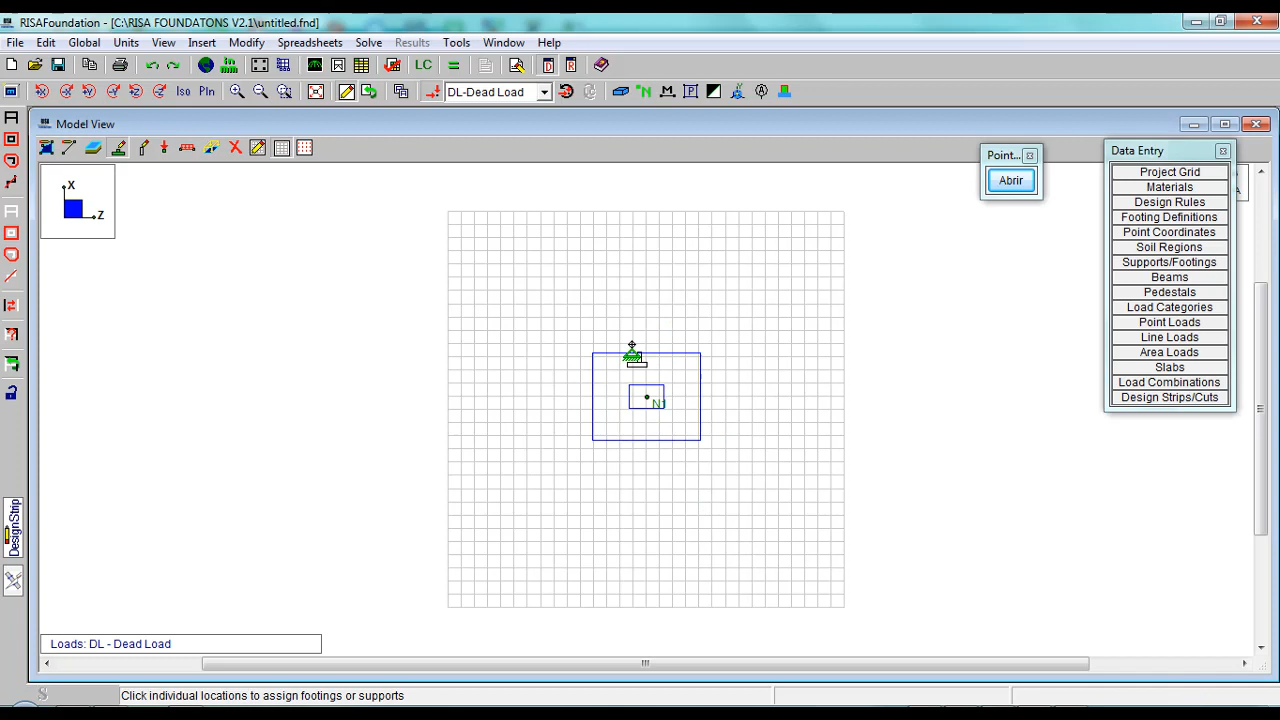 RISAFoundation - [C:\RISA FOUNDATONS V2.1\untitled.fnd]
File Edit Global Units View Insert Modify Spreadsheets Solve Results Tools Window Help
in mm LC D R
Iso Pln DL-Dead Load N M P A
Model View
X
Z
Point...
Abrir
Data Entry
Project Grid
Materials
Design Rules
Footing Definitions
Point Coordinates
Soil Regions
Supports/Footings
Beams
Pedestals
Load Categories
Point Loads
Line Loads
Area Loads
Slabs
Load Combinations
Design Strips/Cuts
A
N1
DesignStrip
Loads: DL - Dead Load
S
Click individual locations to assign footings or supports